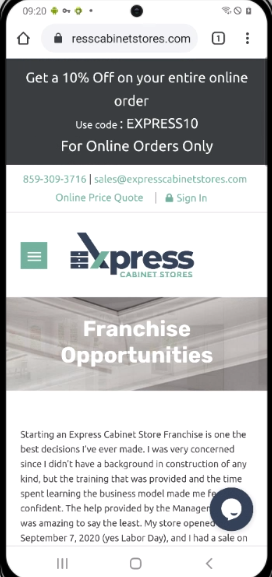 09:20
resscabinetstores.com
1
Get a 10% Off on your entire online
order
Use code : EXPRESS10
For Online Orders Only
859-309-3716 | sales@expresscabinetstores.com
Online Price Quote | Sign In
Express
CABINET STORES
Franchise
Opportunities
Starting an Express Cabinet Store Franchise is one the
best decisions I've ever made. I was very concerned
since I didn't have a background in construction of any
kind, but the training that was provided and the time
spent learning the business model made me
confident. The help provided by the
was amazing to say the least. My store opened
September 7, 2020 (yes Labor Day), and I had a sale on